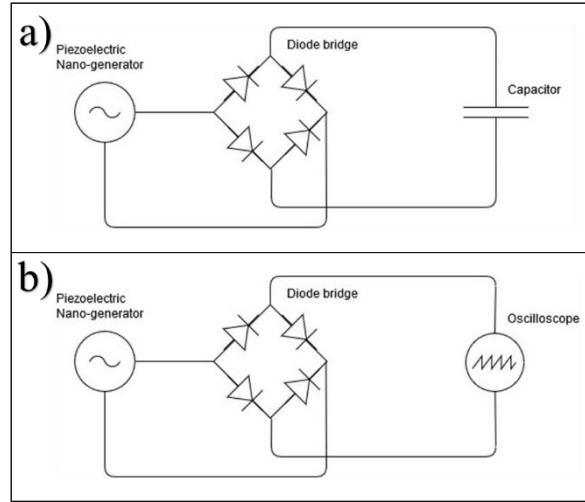 a)
Piezoelectric
Nano-generator
Diode bridge
Capacitor
b)
Piezoelectric
Nano-generator
Diode bridge
Oscilloscope